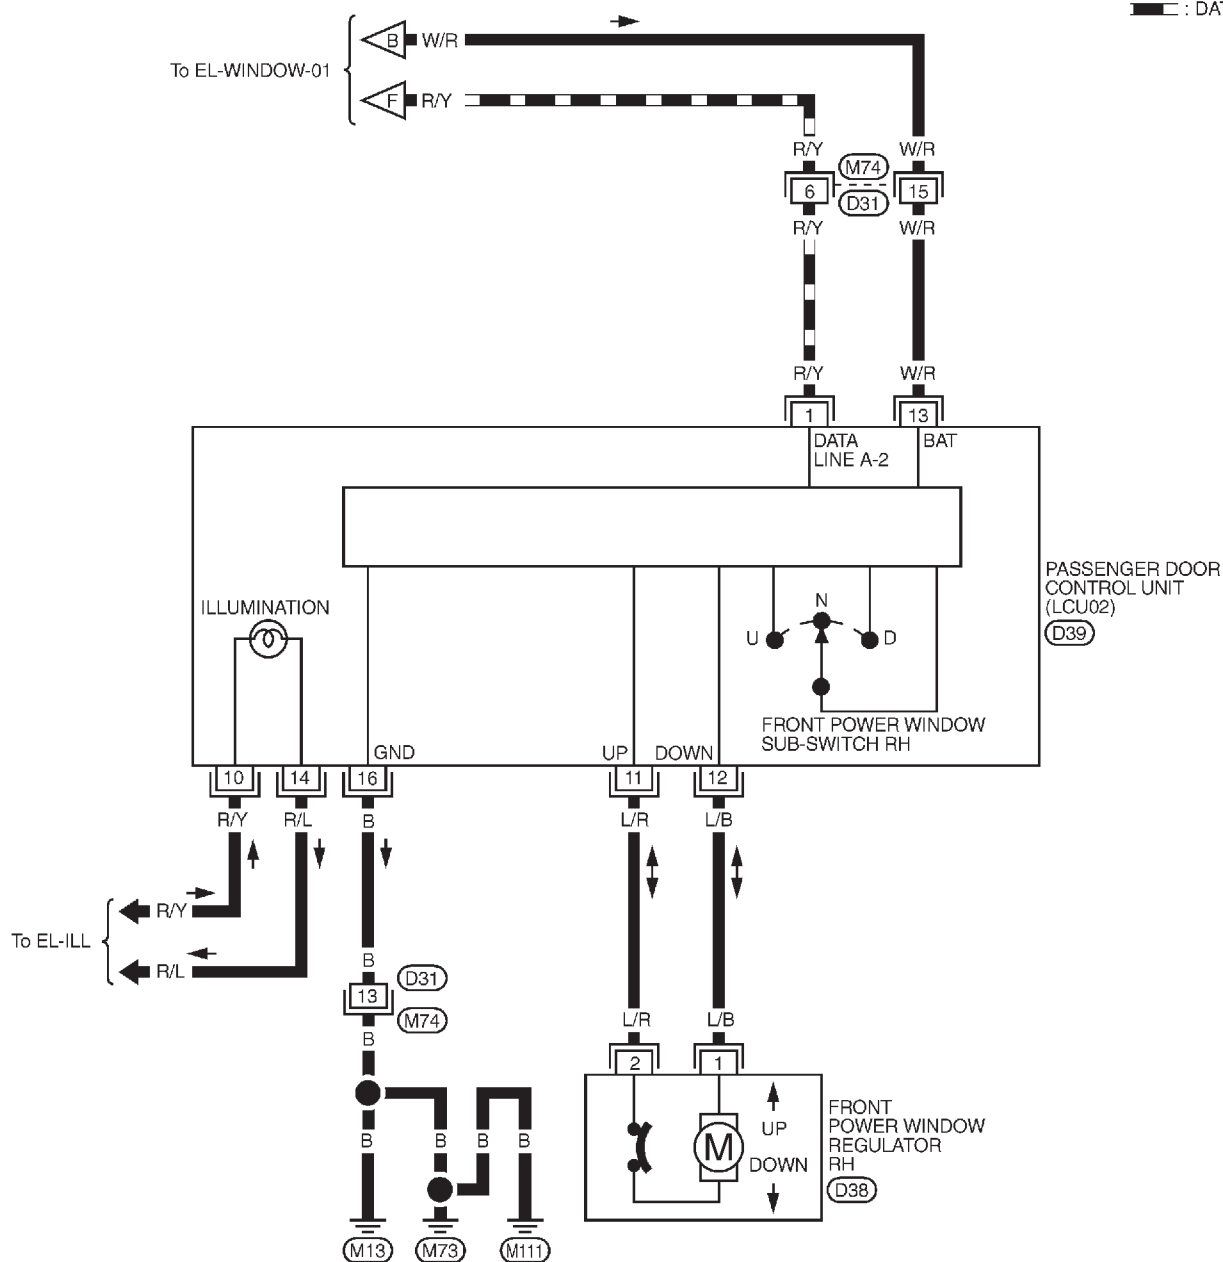 : DA
B W/R
To EL-WINDOW-01
F R/Y
R/Y W/R
M74
6 15
D31
R/Y W/R
R/Y W/R
1 13
DATA BAT
LINE A-2
PASSENGER DOOR
CONTROL UNIT
(LCU02)
D39
ILLUMINATION
N
U D
FRONT POWER WINDOW
SUB-SWITCH RH
GND UP DOWN
10 14 16 11 12
R/Y R/L B L/R L/B
R/Y
To EL-ILL
R/L
B D31
13
M74
B
L/R L/B
2 1
FRONT
POWER WINDOW
REGULATOR
RH
D38
UP
M
DOWN
B B B B
M13 M73 M111